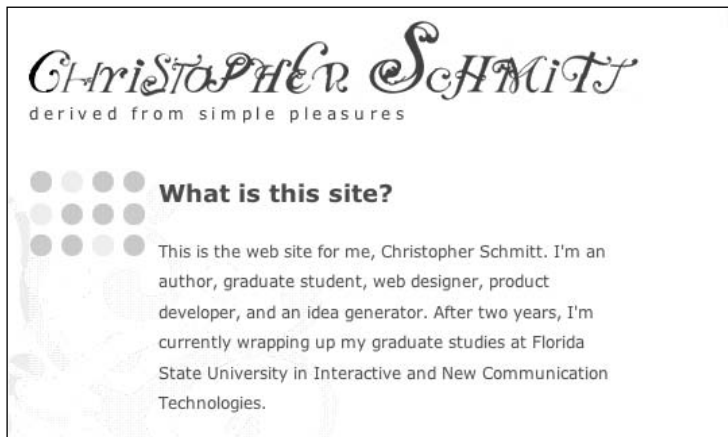 Christopher Schmitt
derived from simple pleasures
What is this site?
This is the web site for me, Christopher Schmitt. I'm an
author, graduate student, web designer, product
developer, and an idea generator. After two years, I'm
currently wrapping up my graduate studies at Florida
State University in Interactive and New Communication
Technologies.